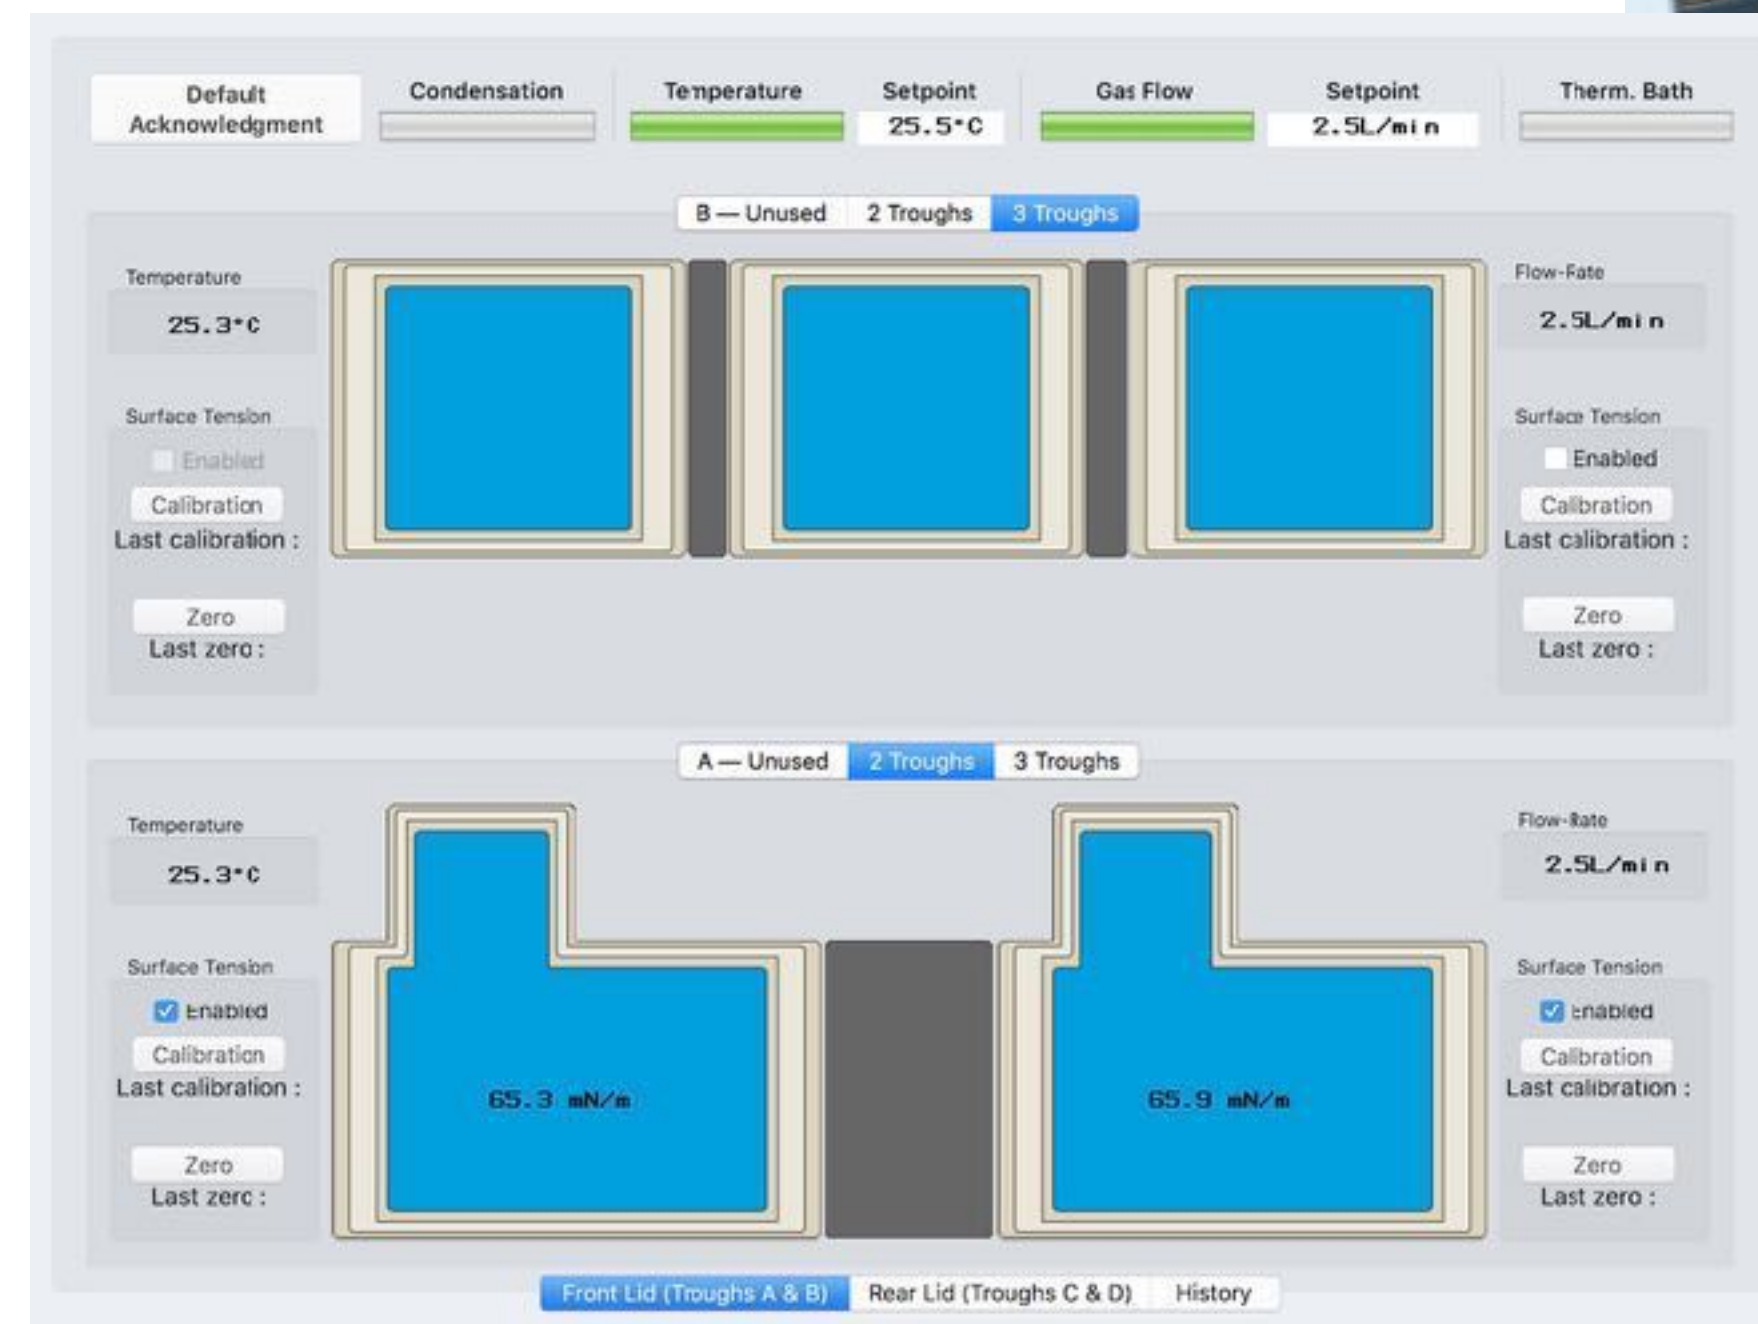 Default
Acknowledgment
Condensation
Temperature
Setpoint
25.5°C
Gas Flow
Setpoint
2.5L/min
Therm. Bath
B — Unused
2 Troughs
3 Troughs
Temperature
25.3°C
Surface Tension
Enabled
Calibration
Last calibration :
Zero
Last zero :
Flow-Rate
2.5L/min
Surface Tension
Enabled
Calibration
Last calibration :
Zero
Last zero :
A — Unused
2 Troughs
3 Troughs
Temperature
25.3°C
Surface Tension
Enabled
Calibration
Last calibration :
Zero
Last zero :
65.3 mN/m
65.9 mN/m
Flow-Rate
2.5L/min
Surface Tension
Enabled
Calibration
Last calibration :
Zero
Last zero :
Front Lid (Troughs A & B)
Rear Lid (Troughs C & D)
History